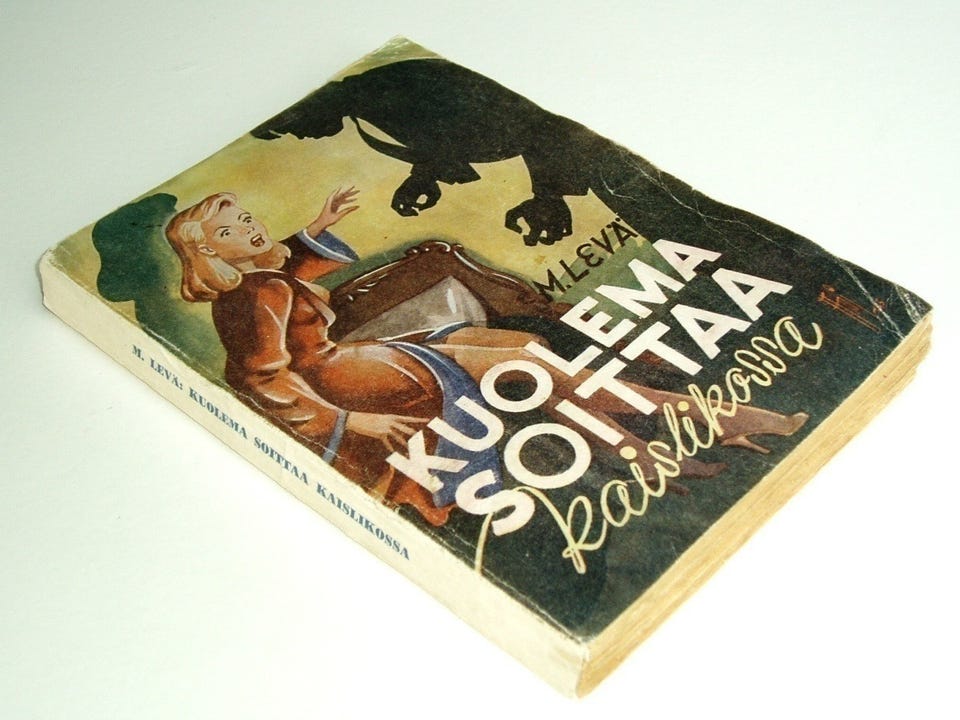 M. LEVÄ
KUOLEMA
SOITTAA
kaislikossa
M. LEVÄ: KUOLEMA SOITTAA KAISLIKOSSA